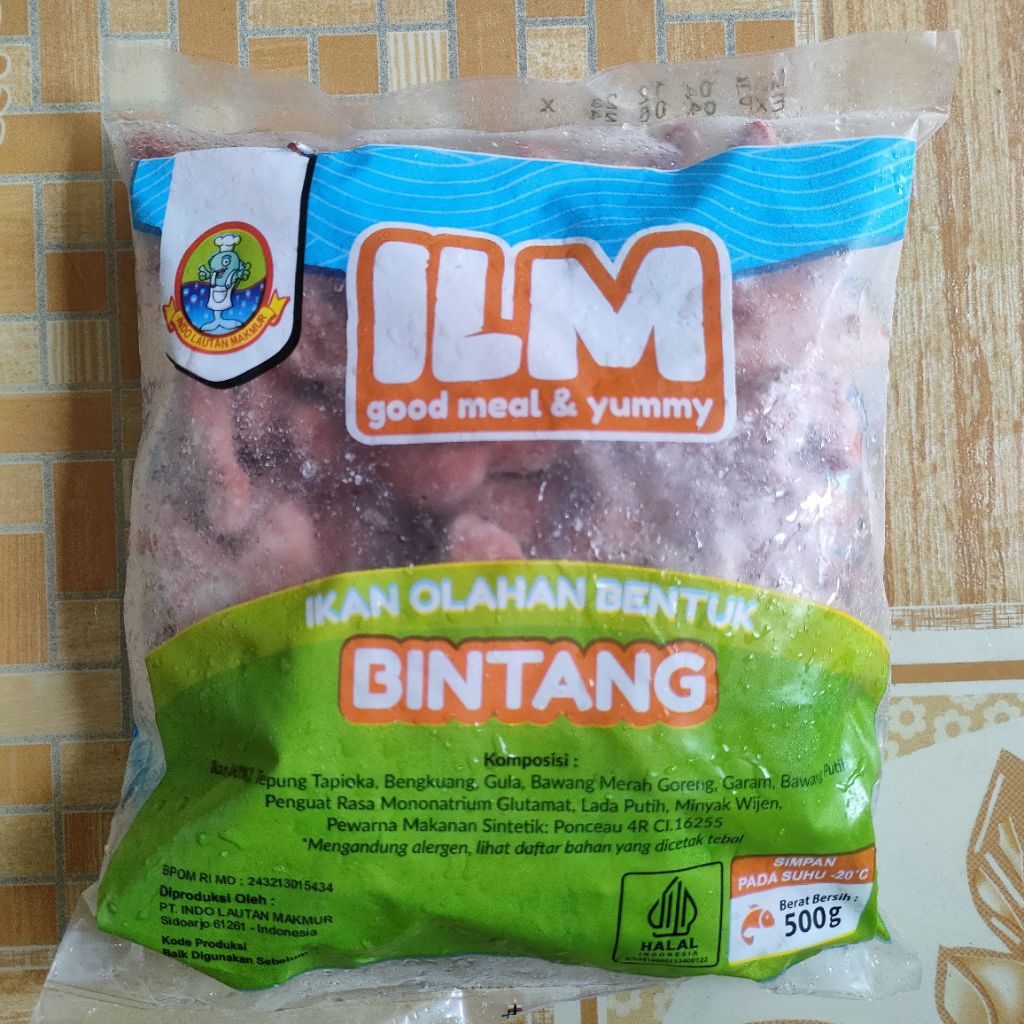 INDO LAUTAN MAKMUR
ILM
good meal & yummy
IKAN OLAHAN BENTUK
BINTANG
Komposisi :
Tepung Tapioka, Bengkuang, Gula, Bawang Merah Goreng, Garam, Bawang Putih,
Penguat Rasa Mononatrium Glutamat, Lada Putih, Minyak Wijen,
Pewarna Makanan Sintetik: Ponceau 4R CI.16255
*Mengandung alergen, lihat daftar bahan yang dicetak tebal
BPOM RI MD : 243213015434
Diproduksi Oleh :
PT. INDO LAUTAN MAKMUR
Sidoarjo 61261 - Indonesia
Kode Produksi
Baik Digunakan Sebelum
HALAL
INDONESIA
SIMPAN
PADA SUHU -20°C
Berat Bersih :
500g